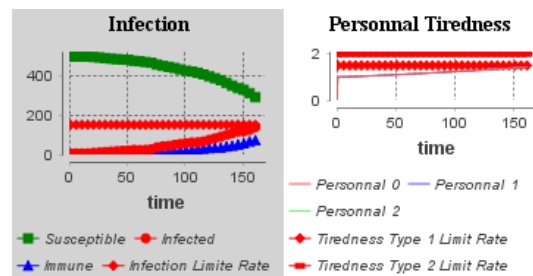 Infection
400
200
0
0 50 100 150
time
Susceptible Infected
Immune Infection Limite Rate
Personnal Tiredness
2
1
0
0 50 100 150
time
Personnal 0 Personnal 1
Personnal 2
Tiredness Type 1 Limit Rate
Tiredness Type 2 Limit Rate